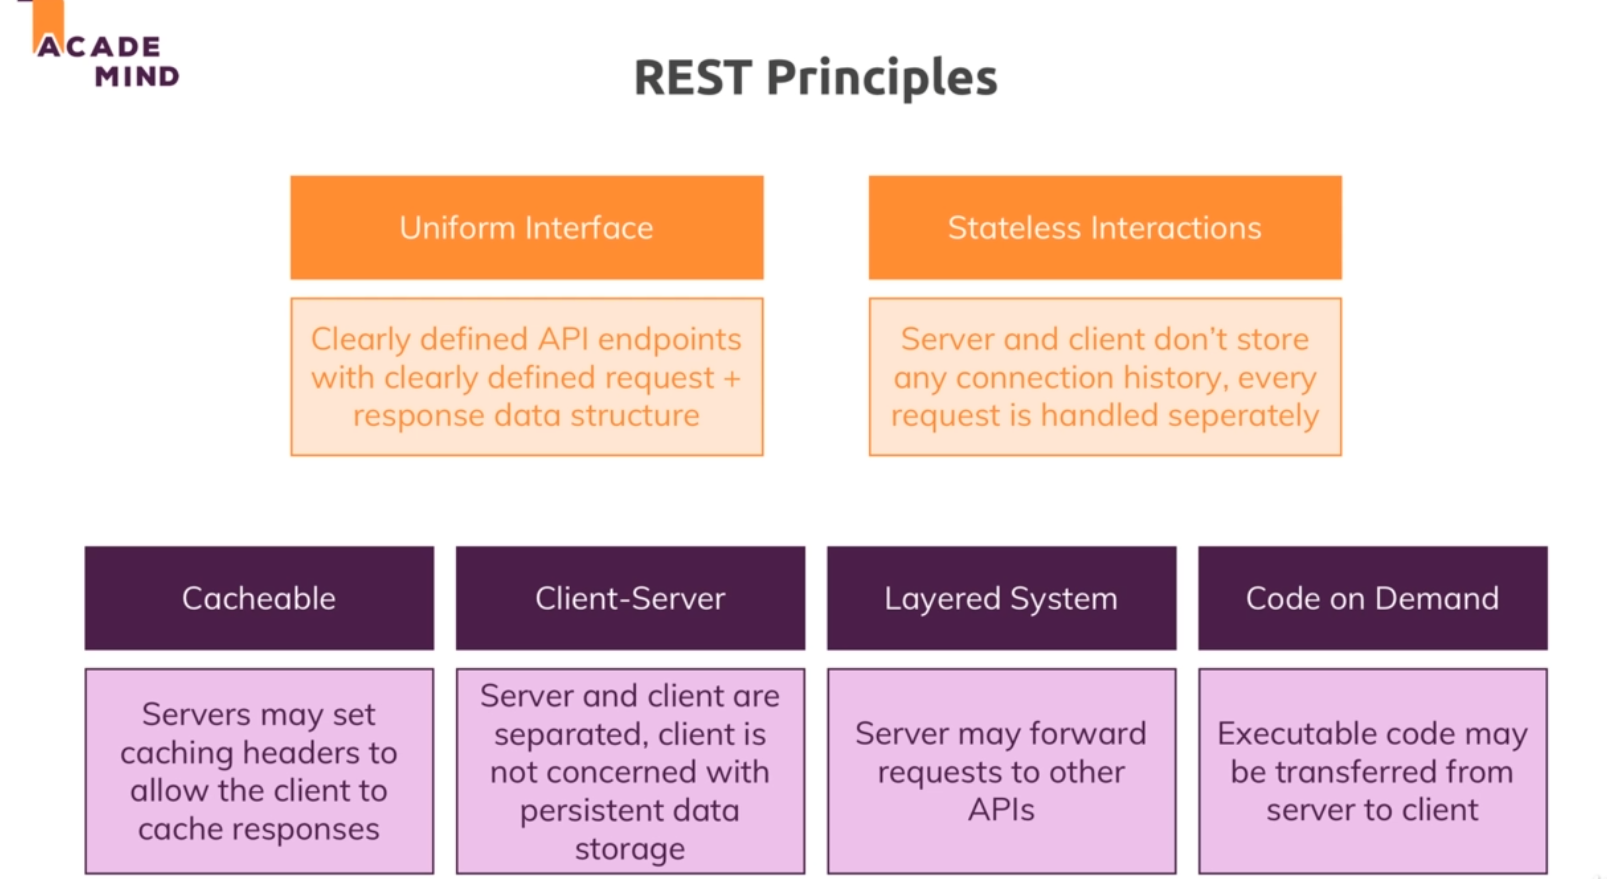 ACADE
MIND
REST Principles
Uniform Interface
Stateless Interactions
Clearly defined API endpoints
with clearly defined request +
response data structure
Server and client don't store
any connection history, every
request is handled seperately
Cacheable
Client-Server
Layered System
Code on Demand
Servers may set
caching headers to
allow the client to
cache responses
Server and client are
separated, client is
not concerned with
persistent data
storage
Server may forward
requests to other
APIs
Executable code may
be transferred from
server to client